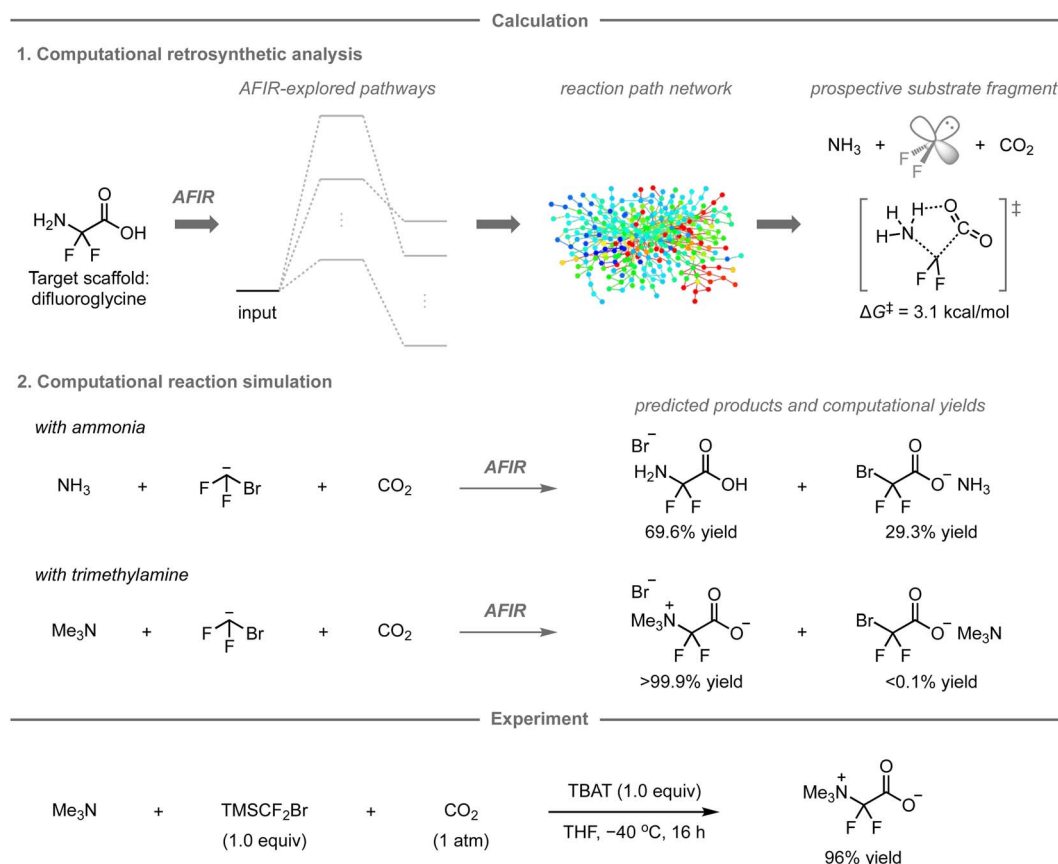 Calculation
1. Computational retrosynthetic analysis
AFIR-explored pathways
reaction path network
prospective substrate fragment
NH3 + F F + CO2
AFIR
H2N O OH F F
H H H O C O N C F F ‡
Target scaffold:
difluoroglycine
input
ΔG‡ = 3.1 kcal/mol
2. Computational reaction simulation
predicted products and computational yields
with ammonia
NH3 + F F − Br + CO2 AFIR Br− H2N O OH F F + Br O O− F F NH3
69.6% yield 29.3% yield
with trimethylamine
Me3N + F F − Br + CO2 AFIR Br− Me3N+ O O− F F + Br O O− F F Me3N
>99.9% yield <0.1% yield
Experiment
Me3N + TMSCF2Br + CO2 TBAT (1.0 equiv) Me3N+ O O− F F
(1.0 equiv) (1 atm) THF, −40 °C, 16 h
96% yield